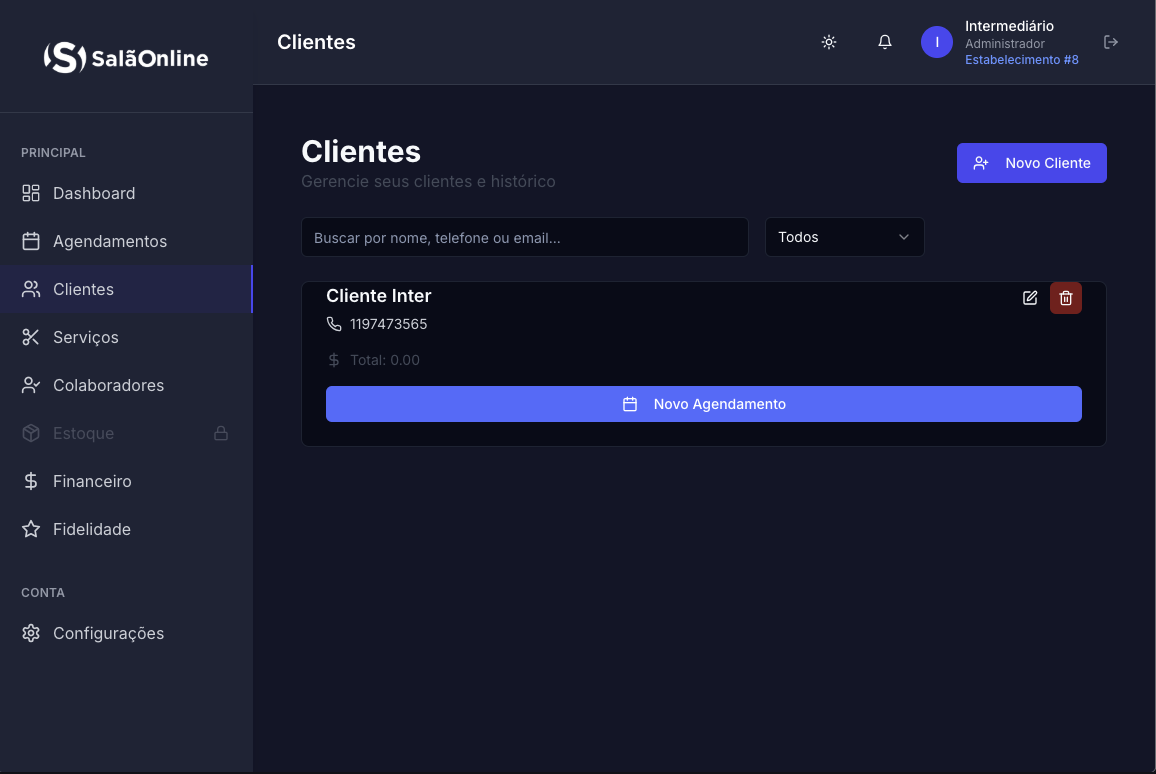 SalãOnline
Clientes
I
Intermediário
Administrador
Estabelecimento #8
PRINCIPAL
Dashboard
Agendamentos
Clientes
Serviços
Colaboradores
Estoque
Financeiro
Fidelidade
CONTA
Configurações
Clientes
Gerencie seus clientes e histórico
Novo Cliente
Buscar por nome, telefone ou email...
Todos
Cliente Inter
1197473565
Total: 0.00
Novo Agendamento